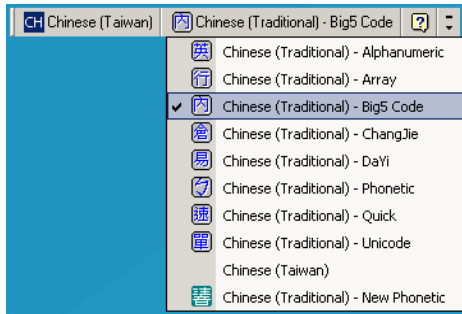 CH Chinese (Taiwan) 内 Chinese (Traditional) - Big5 Code ?
英 Chinese (Traditional) - Alphanumeric
行 Chinese (Traditional) - Array
内 Chinese (Traditional) - Big5 Code
倉 Chinese (Traditional) - ChangJie
易 Chinese (Traditional) - DaYi
ㄅ Chinese (Traditional) - Phonetic
速 Chinese (Traditional) - Quick
單 Chinese (Traditional) - Unicode
Chinese (Taiwan)
Chinese (Traditional) - New Phonetic